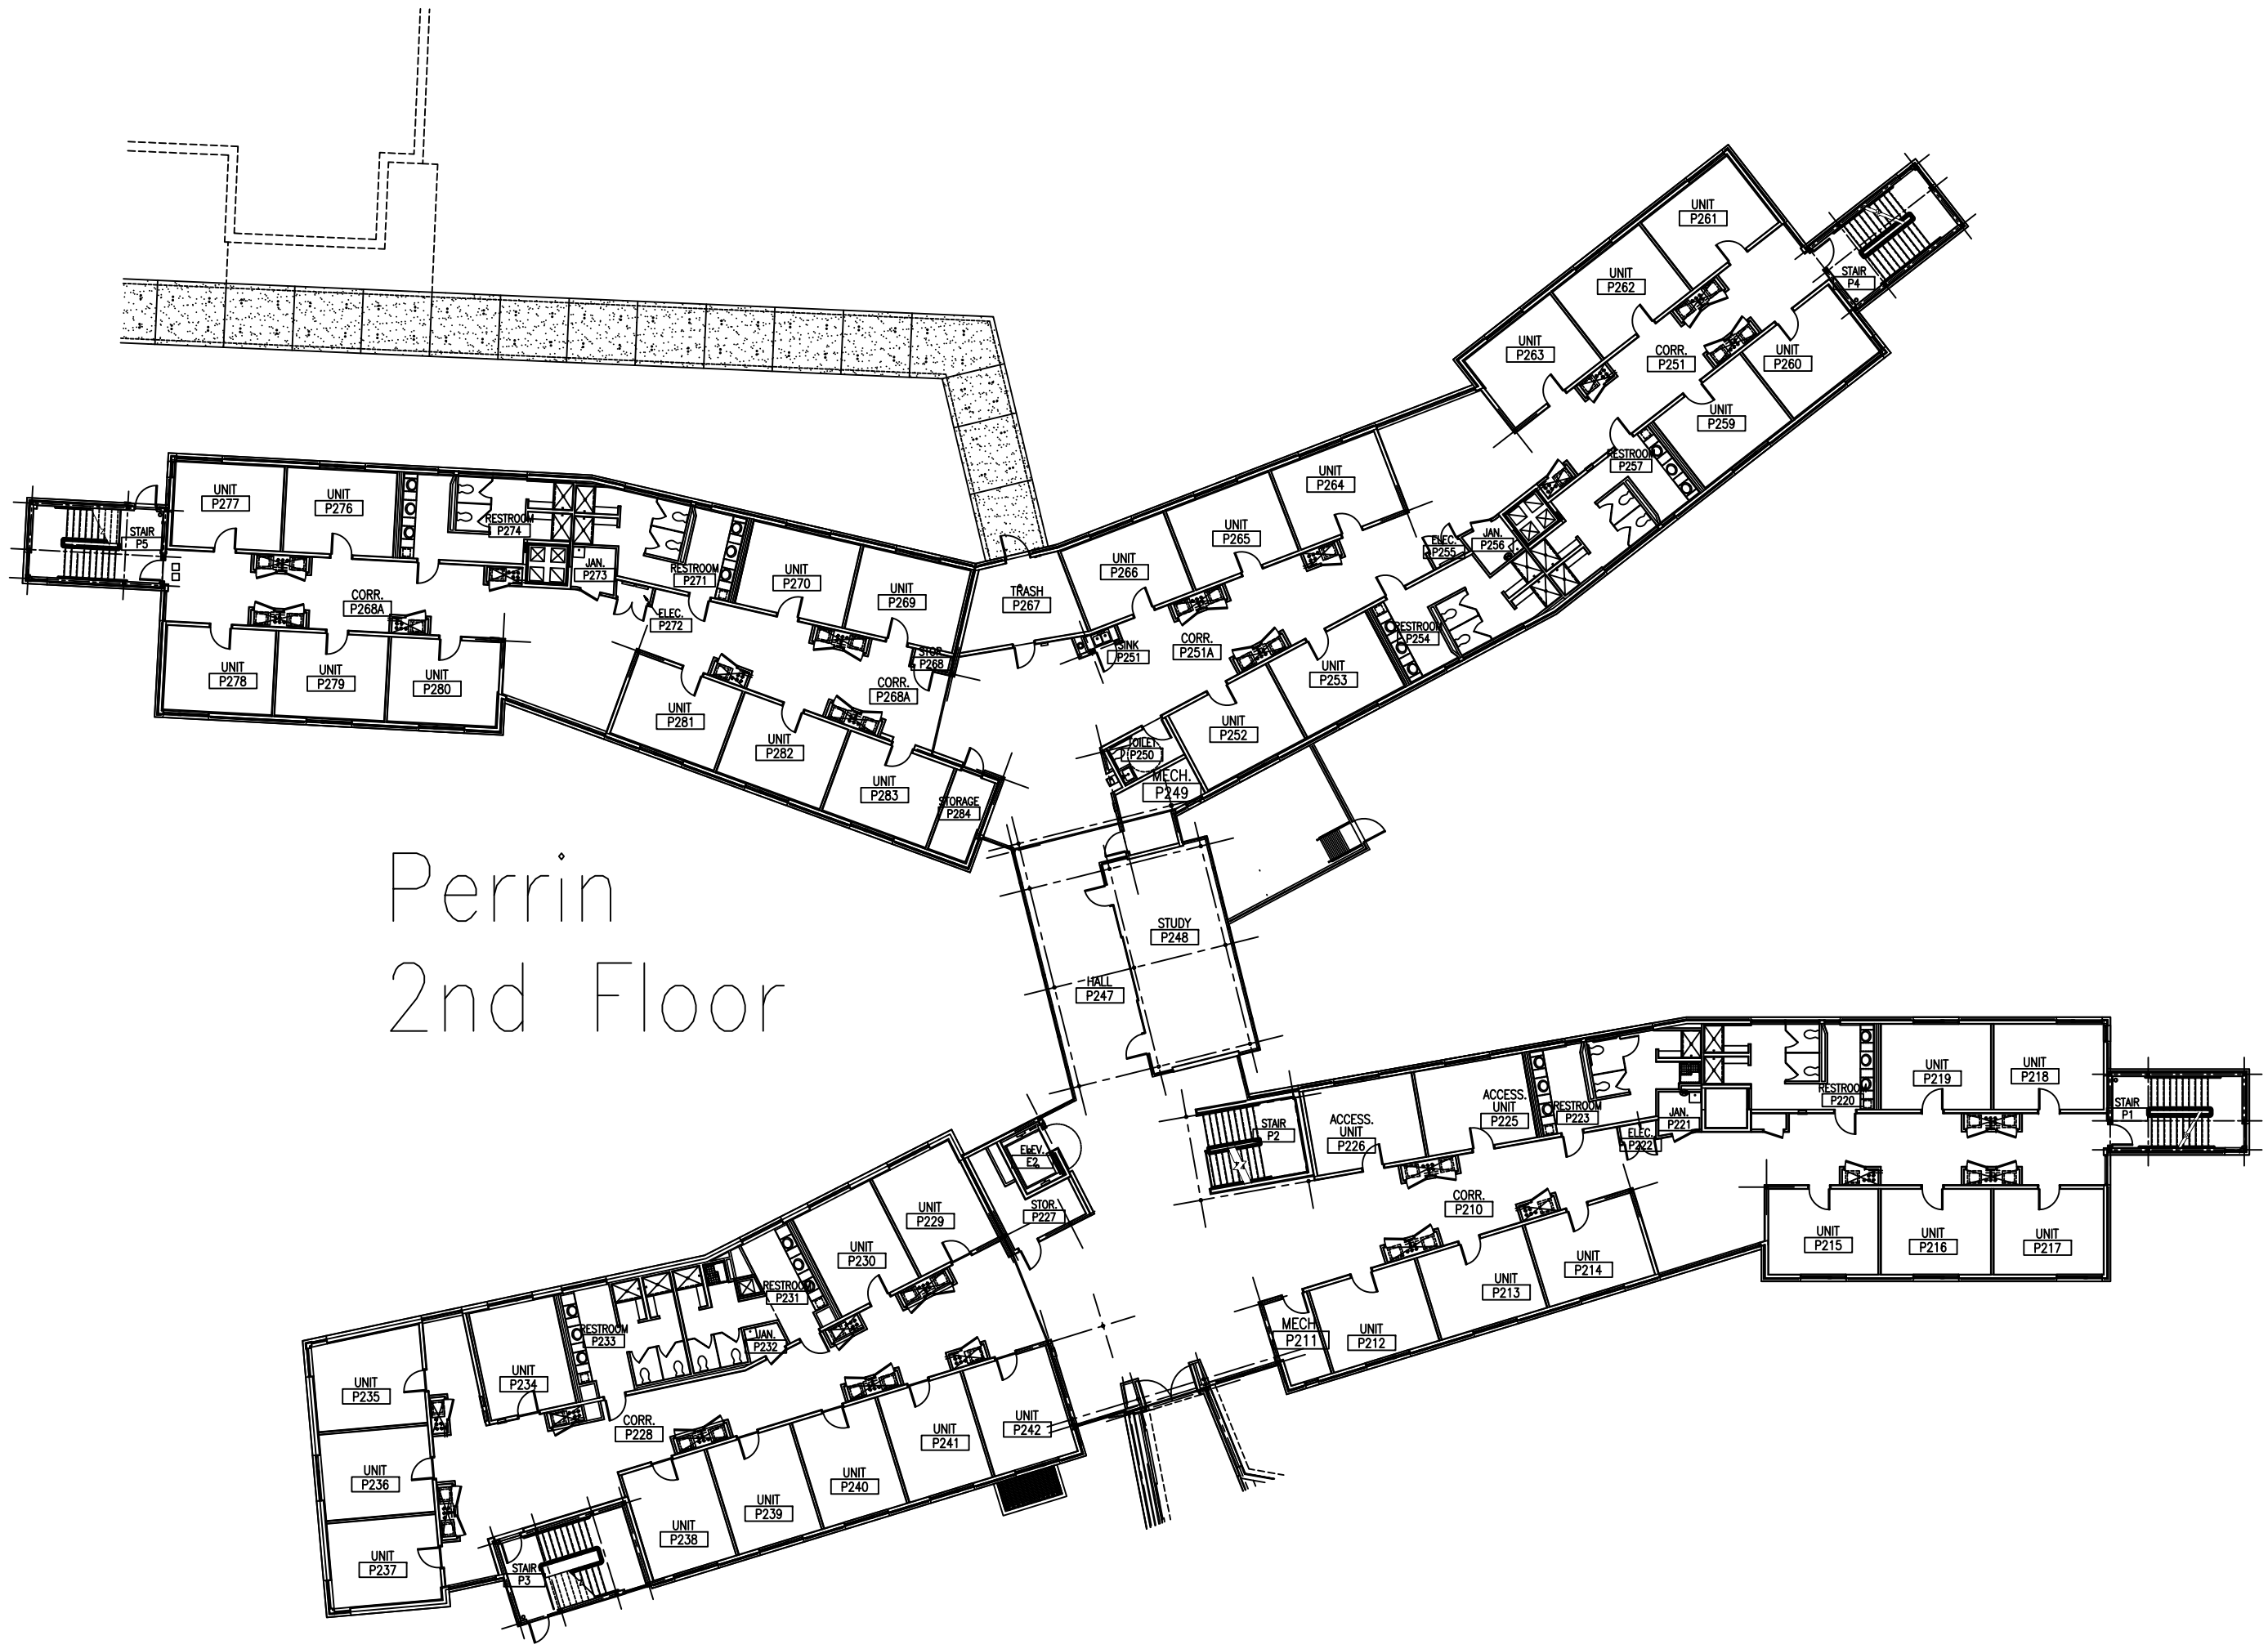 UNIT
P261
STAIR
P4
UNIT
P262
UNIT
P263
CORR.
P251
UNIT
P260
UNIT
P259
RESTROOM
P257
UNIT
P264
UNIT
P265
UNIT
P266
ELEC.
P255
JAN.
P256
UNIT
P277
UNIT
P276
RESTROOM
P274
STAIR
P5
JAN.
P273
RESTROOM
P271
UNIT
P270
UNIT
P269
TRASH
P267
CORR.
P268A
ELEC.
P272
STOR.
P268
SINK
P251
CORR.
P251A
RESTROOM
P254
UNIT
P253
UNIT
P252
UNIT
P278
UNIT
P279
UNIT
P280
CORR.
P268A
UNIT
P281
UNIT
P282
UNIT
P283
STORAGE
P284
TOILET
P250
MECH.
P249
Perrin
2nd Floor
STUDY
P248
HALL
P247
STAIR
P2
ACCESS.
UNIT
P226
ACCESS.
UNIT
P225
RESTROOM
P223
ELEC.
P222
JAN.
P221
RESTROOM
P220
UNIT
P219
UNIT
P218
STAIR
P1
CORR.
P210
UNIT
P215
UNIT
P216
UNIT
P217
UNIT
P214
UNIT
P213
UNIT
P212
MECH.
P211
ELEV.
E2
STOR.
P227
UNIT
P229
UNIT
P230
RESTROOM
P231
JAN.
P232
RESTROOM
P233
UNIT
P234
UNIT
P235
UNIT
P236
UNIT
P237
CORR.
P228
UNIT
P242
UNIT
P241
UNIT
P240
UNIT
P239
UNIT
P238
STAIR
P3